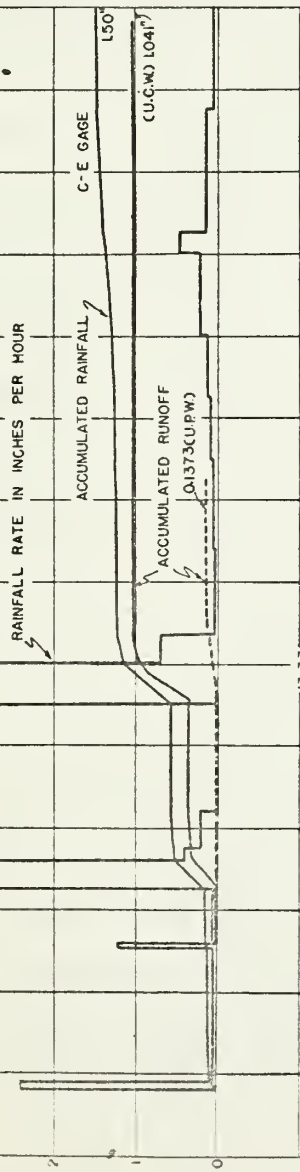 RAINFALL RATE IN INCHES PER HOUR
1.50"
C-E GAGE
(U.C.W.) 1.041"
ACCUMULATED RAINFALL
ACCUMULATED RUNOFF
0.1373 (U.P.W)
2
1
0